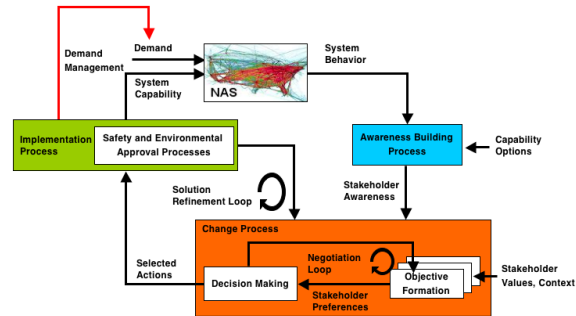 Demand
Demand
Management
System
Capability
NAS
System
Behavior
Implementation
Process
Safety and Environmental
Approval Processes
Awareness Building
Process
Capability
Options
Solution
Refinement Loop
Stakeholder
Awareness
Change Process
Selected
Actions
Negotiation
Loop
Decision Making
Objective
Formation
Stakeholder
Preferences
Stakeholder
Values, Context